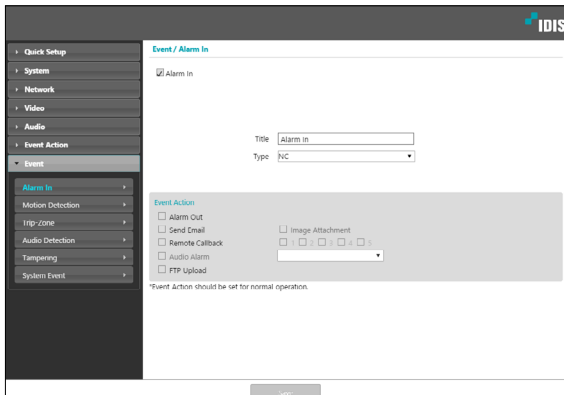 IDIS
Quick Setup
System
Network
Video
Audio
Event Action
Event
Alarm In
Motion Detection
Trip-Zone
Audio Detection
Tampering
System Event
Event / Alarm In
Alarm In
Title Alarm In
Type NC
Event Action
Alarm Out
Send Email Image Attachment
Remote Callback 1 2 3 4 5
Audio Alarm
FTP Upload
*Event Action should be set for normal operation.